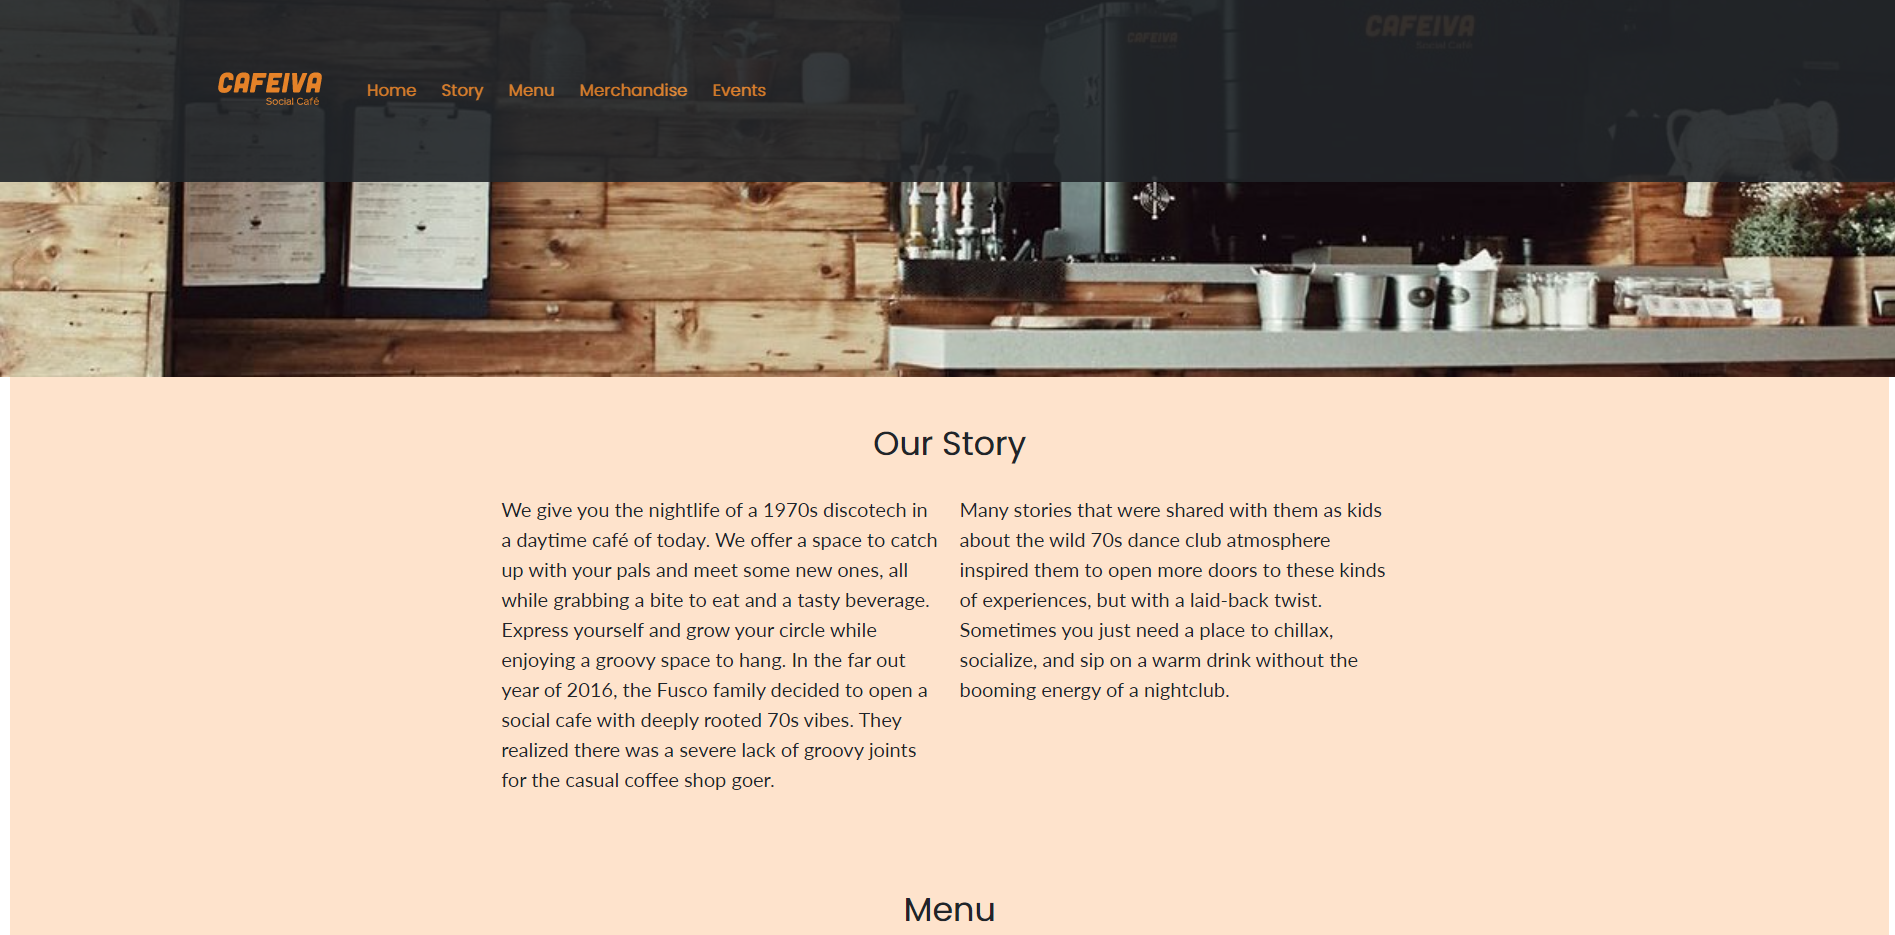 CAFEIVA
Social Café
CAFEIVA
Social Café
Home Story Menu Merchandise Events
CAFEIVA
Our Story
We give you the nightlife of a 1970s discotech in
a daytime café of today. We offer a space to catch
up with your pals and meet some new ones, all
while grabbing a bite to eat and a tasty beverage.
Express yourself and grow your circle while
enjoying a groovy space to hang. In the far out
year of 2016, the Fusco family decided to open a
social cafe with deeply rooted 70s vibes. They
realized there was a severe lack of groovy joints
for the casual coffee shop goer.
Many stories that were shared with them as kids
about the wild 70s dance club atmosphere
inspired them to open more doors to these kinds
of experiences, but with a laid-back twist.
Sometimes you just need a place to chillax,
socialize, and sip on a warm drink without the
booming energy of a nightclub.
Menu